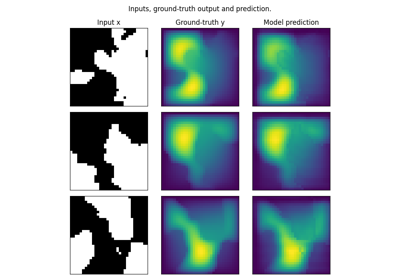 Inputs, ground-truth output and prediction.
Input x
Ground-truth y
Model prediction